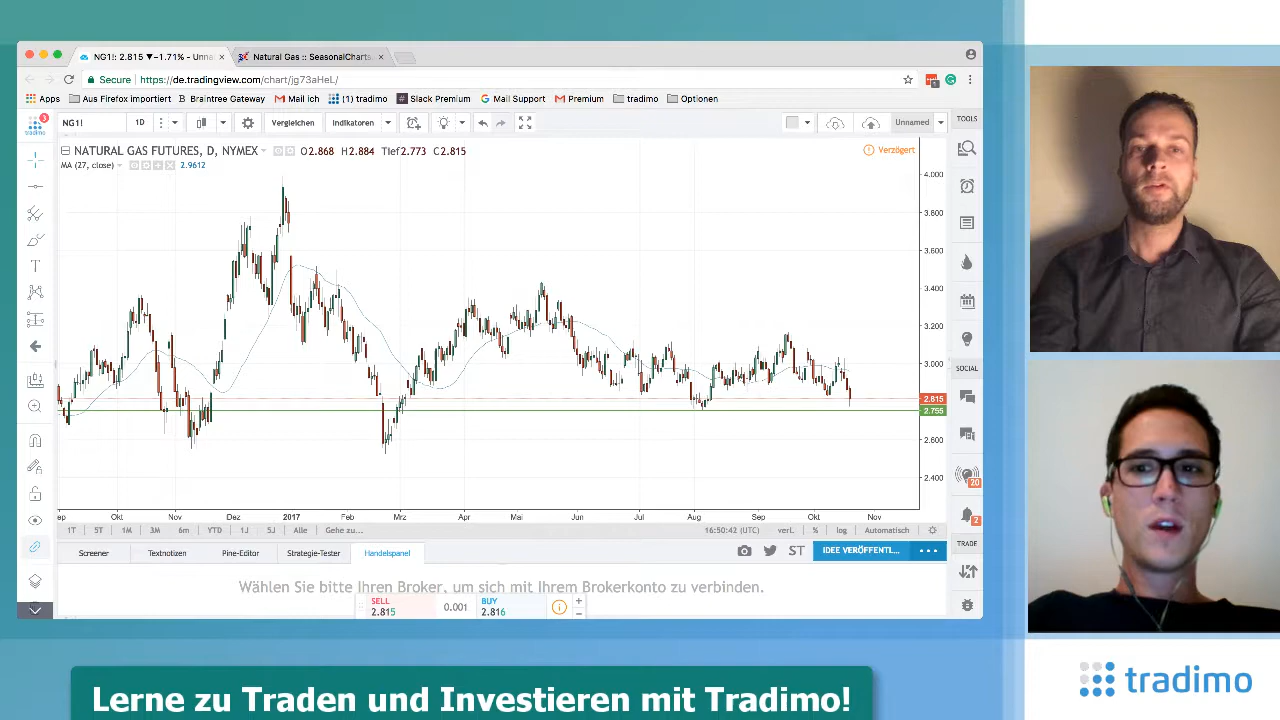 NG1!: 2.815 ▼−1.71% - Unna
Natural Gas :: SeasonalCharts.
Secure
https://de.tradingview.com/chart/jg73aHeL/
Apps
Aus Firefox importiert
Braintree Gateway
Mail ich
(1) tradimo
Slack Premium
Mail Support
Premium
tradimo
Optionen
3
tradimo
NG1!
1D
Vergleichen
Indikatoren
Unnamed
TOOLS
NATURAL GAS FUTURES, D, NYMEX
O2.868 H2.884 Tief2.773 C2.815
Verzögert
MA (27, close)
2.9612
4.000
3.800
3.600
3.400
3.200
3.000
2.815
2.755
2.600
2.400
SOCIAL
20
2
TRADE
ep Okt Nov Dez 2017 Feb Mrz Apr Mai Jun Jul Aug Sep Okt Nov
1T 5T 1M 3M 6m YTD 1J 5J Alle Gehe zu...
16:50:42 (UTC) verL. % log Automatisch
Screener
Textnotizen
Pine-Editor
Strategie-Tester
Handelspanel
ST
IDEE VERÖFFENTL...
Wählen Sie bitte Ihren Broker, um sich mit Ihrem Brokerkonto zu verbinden.
SELL
2.815
0.001
BUY
2.816
Lerne zu Traden und Investieren mit Tradimo!
tradimo